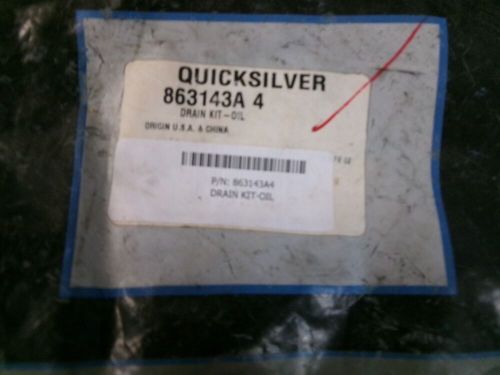 QUICKSILVER
863143A 4
DRAIN KIT-OIL
ORIGIN U.S.A. & CHINA
P/N: 863143A4
DRAIN KIT-OIL